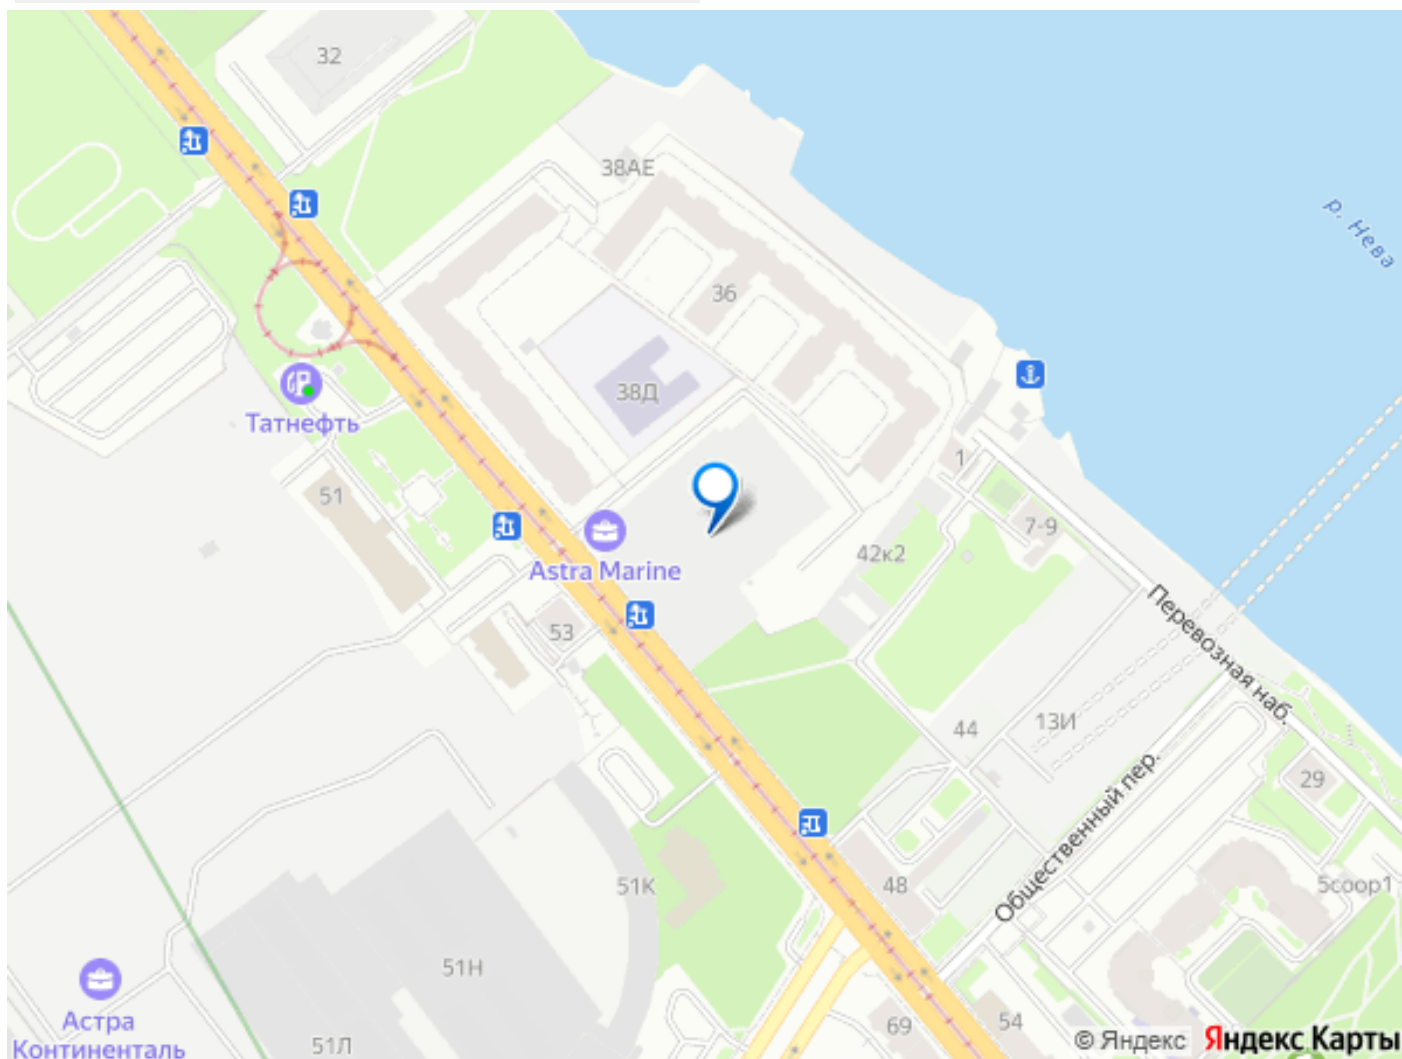 32
38АЕ
р. Нева
36
38Д
Татнефть
51
1
7-9
42к2
Astra Marine
53
Перевозная наб.
44
13И
29
Общественный пер.
51К
48
5coop1
51Н
Астра
Континенталь
51Л
69
54
© Яндекс Яндекс Карты